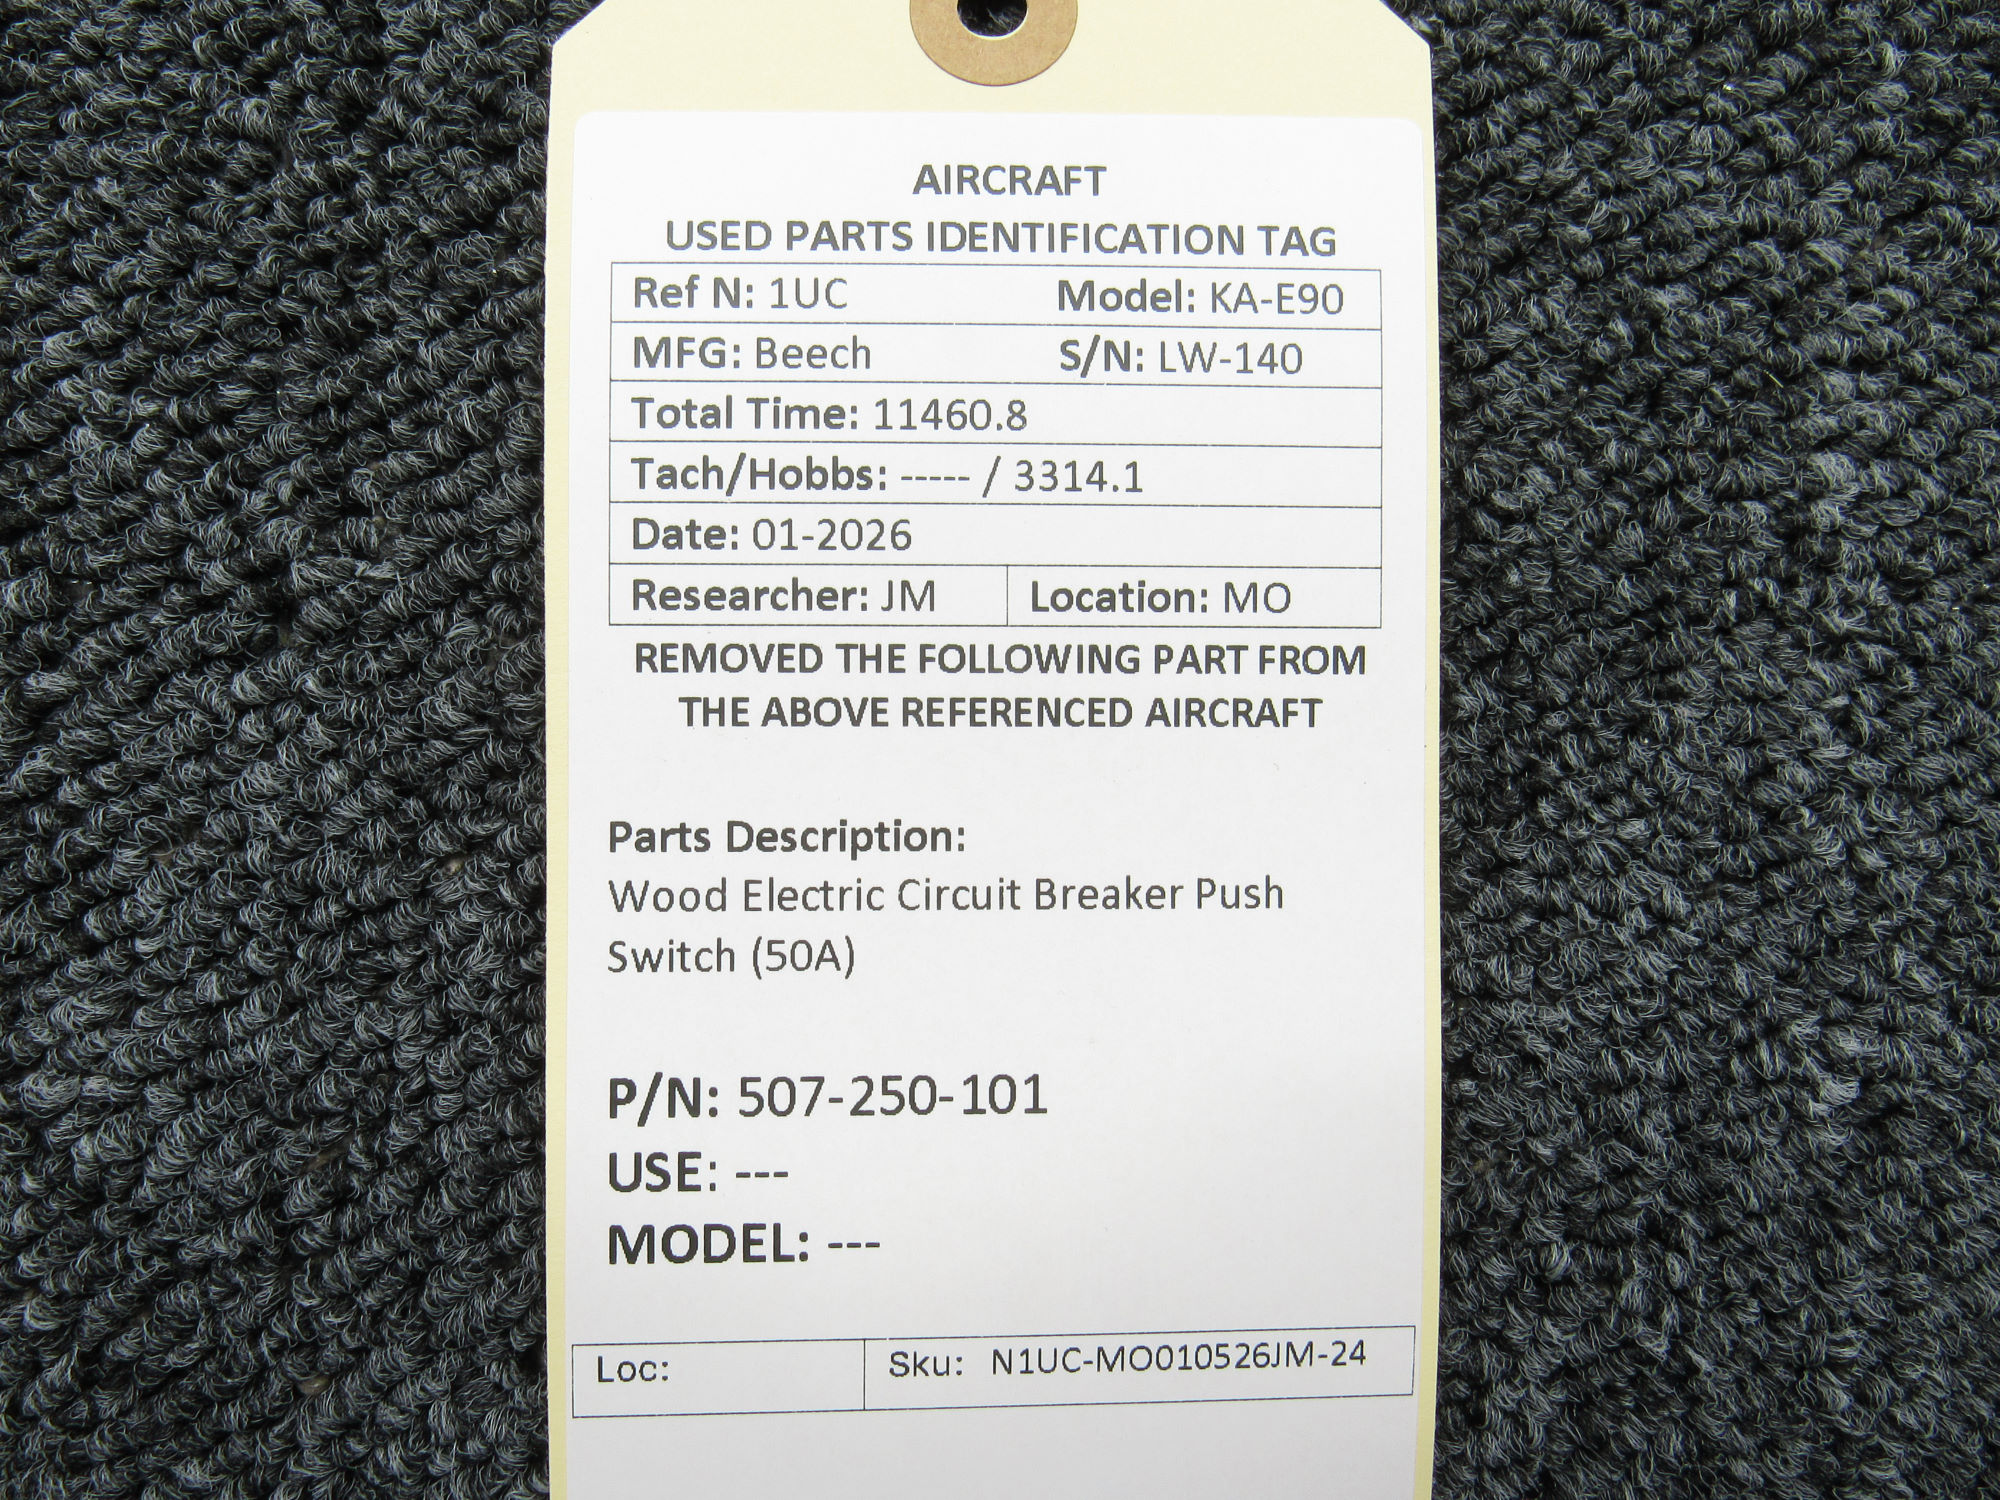 AIRCRAFT
USED PARTS IDENTIFICATION TAG
Ref N: 1UC Model: KA-E90
MFG: Beech S/N: LW-140
Total Time: 11460.8
Tach/Hobbs: ----- / 3314.1
Date: 01-2026
Researcher: JM Location: MO
REMOVED THE FOLLOWING PART FROM
THE ABOVE REFERENCED AIRCRAFT
Parts Description:
Wood Electric Circuit Breaker Push
Switch (50A)
P/N: 507-250-101
USE: ---
MODEL: ---
Loc: Sku: N1UC-MO010526JM-24